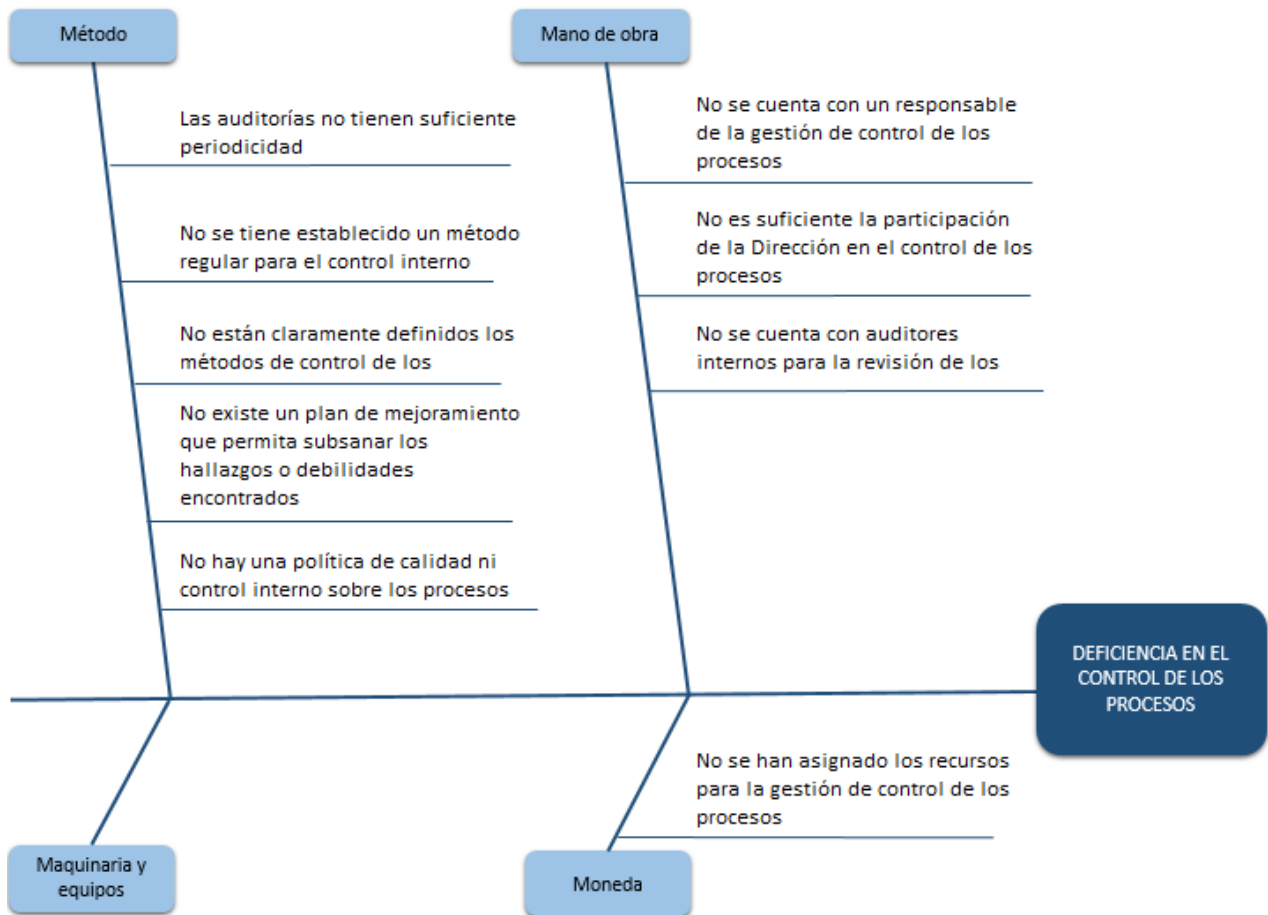 Método
Las auditorías no tienen suficiente
periodicidad
No se tiene establecido un método
regular para el control interno
No están claramente definidos los
métodos de control de los
No existe un plan de mejoramiento
que permita subsanar los
hallazgos o debilidades
encontrados
No hay una política de calidad ni
control interno sobre los procesos
Mano de obra
No se cuenta con un responsable
de la gestión de control de los
procesos
No es suficiente la participación
de la Dirección en el control de los
procesos
No se cuenta con auditores
internos para la revisión de los
DEFICIENCIA EN EL
CONTROL DE LOS
PROCESOS
Maquinaria y
equipos
No se han asignado los recursos
para la gestión de control de los
procesos
Moneda